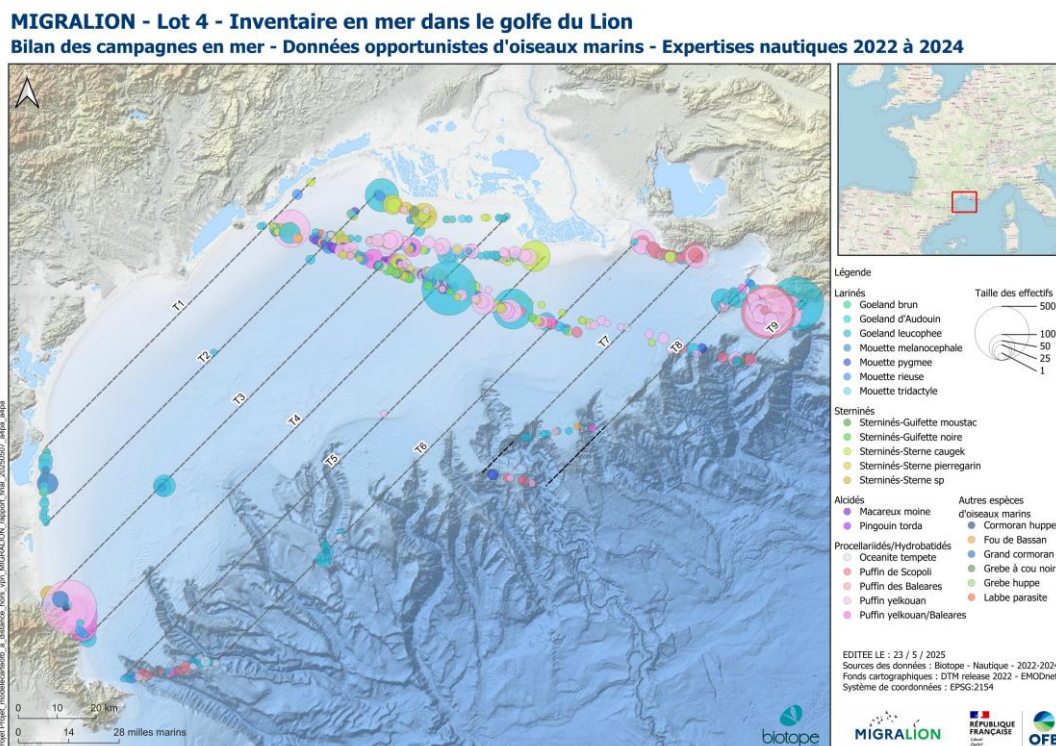 MIGRALION - Lot 4 - Inventaire en mer dans le golfe du Lion
Bilan des campagnes en mer - Données opportunistes d'oiseaux marins - Expertises nautiques 2022 à 2024
T1
T2
T3
T4
T5
T6
T7
T8
T9
0 10 20 km
0 14 28 milles marins
biotope
Légende
Larinés
Goeland brun
Goeland d'Audouin
Goeland leucophee
Mouette melanocephale
Mouette pygmee
Mouette rieuse
Mouette tridactyle
Taille des effectifs
500
100
50
25
1
Sterninés
Sterninés-Guifette moustac
Sterninés-Guifette noire
Sterninés-Sterne caugek
Sterninés-Sterne pierregarin
Sterninés-Sterne sp
Alcidés
Macareux moine
Pingouin torda
Procellariidés/Hydrobatidés
Oceanite tempete
Puffin de Scopoli
Puffin des Baleares
Puffin yelkouan
Puffin yelkouan/Baleares
Autres espèces
d'oiseaux marins
Cormoran huppe
Fou de Bassan
Grand cormoran
Grebe à cou noir
Grebe huppe
Labbe parasite
EDITEE LE : 23 / 5 / 2025
Sources des données : Biotope - Nautique - 2022-2024
Fonds cartographiques : DTM release 2022 - EMODnet
Système de coordonnées : EPSG:2154
MIGRALION
RÉPUBLIQUE
FRANÇAISE
OFB